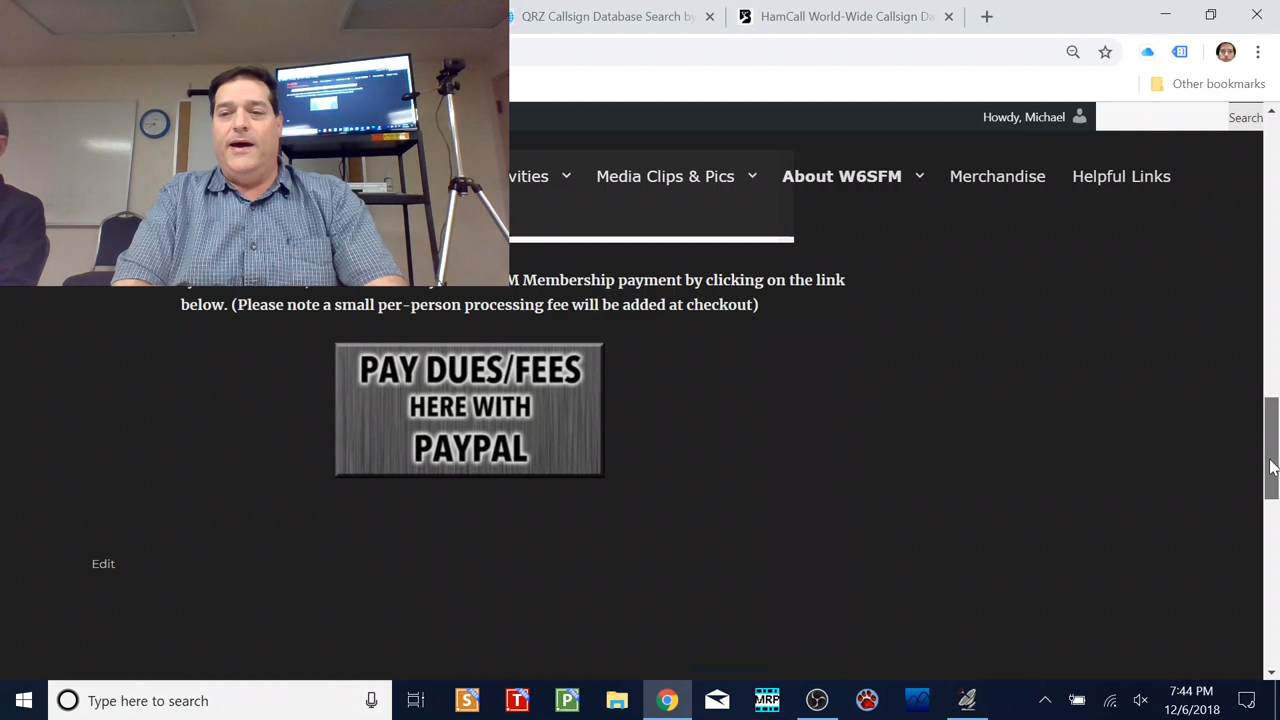 QRZ Callsign Database Search by
HamCall World-Wide Callsign Da
Other bookmarks
Howdy, Michael
Search
vities
Media Clips & Pics
About W6SFM
Merchandise
Helpful Links
M Membership payment by clicking on the link
below. (Please note a small per-person processing fee will be added at checkout)
PAY DUES/FEES
HERE WITH
PAYPAL
Edit
Type here to search
S
T
P
MRP
7:44 PM
12/6/2018